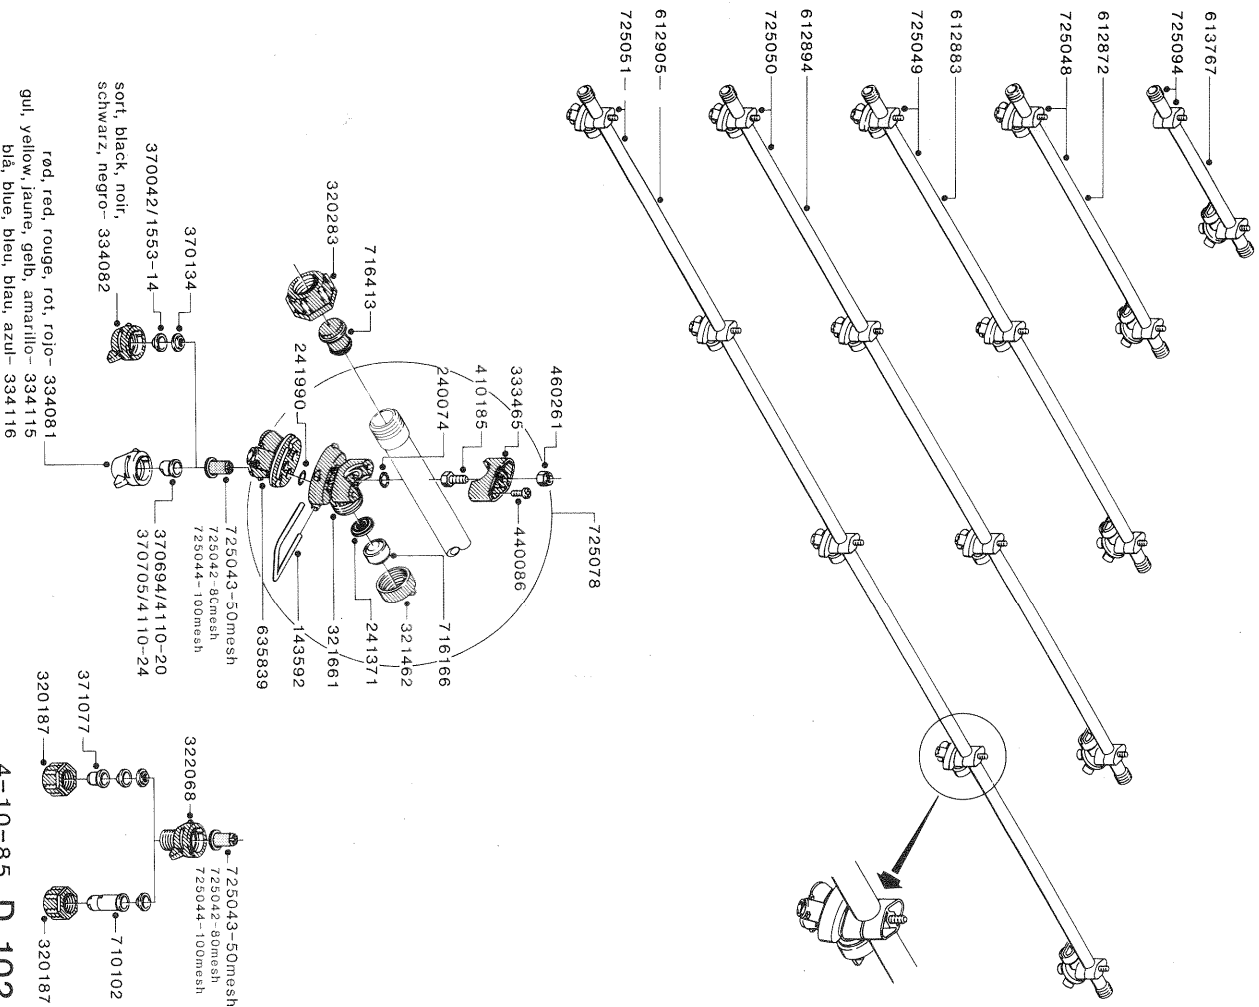 613767
725094
612872
725048
612883
725049
612894
725050
612905
725051
725078
460261
333465
440086
410185
240074
716413
320283
241990
370134
370042/1553-14
sort, black, noir,
schwarz, negro- 334082
rød, red, rouge, rot, rojo- 334081
gul, yellow, jaune, gelb, amarillo- 334115
blå, blue, bleu, blau, azul- 334116
716166
321462
241371
321661
143592
635839
725043-50mesh
725042-80mesh
725044-100mesh
370694/4110-20
370705/4110-24
725043-50mesh
725042-80mesh
725044-100mesh
322068
371077
320187
710102
320187
4-10-85 D 102